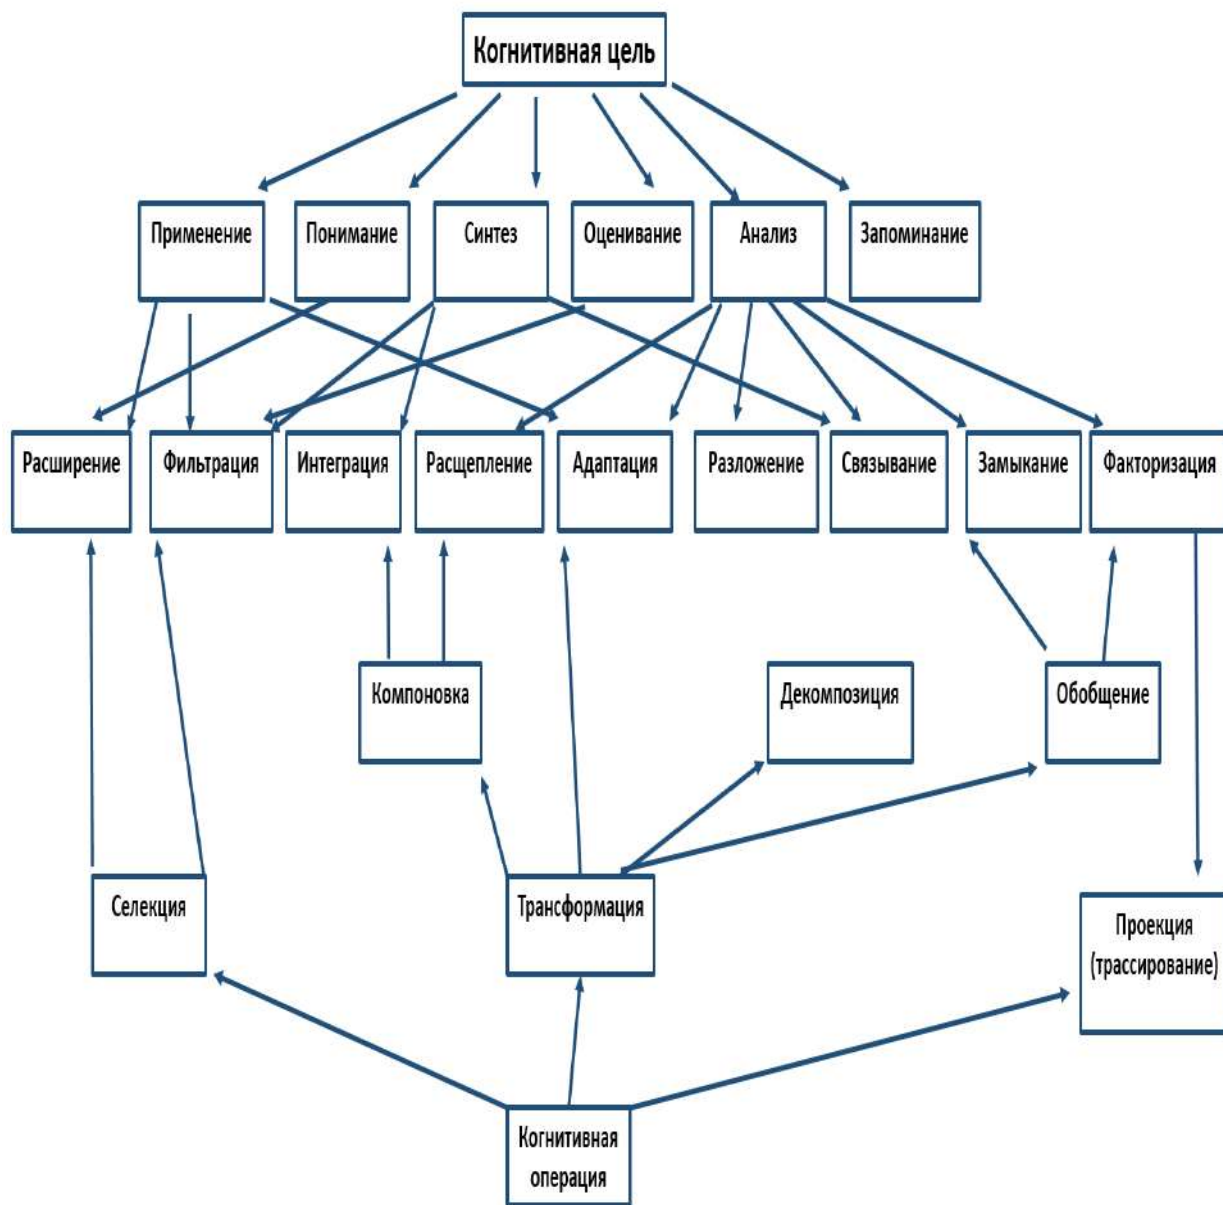 Когнитивная цель
Применение
Понимание
Синтез
Оценивание
Анализ
Запоминание
Расширение
Фильтрация
Интеграция
Расщепление
Адаптация
Разложение
Связывание
Замыкание
Факторизация
Компоновка
Декомпозиция
Обобщение
Селекция
Трансформация
Проекция
(трассирование)
Когнитивная
операция